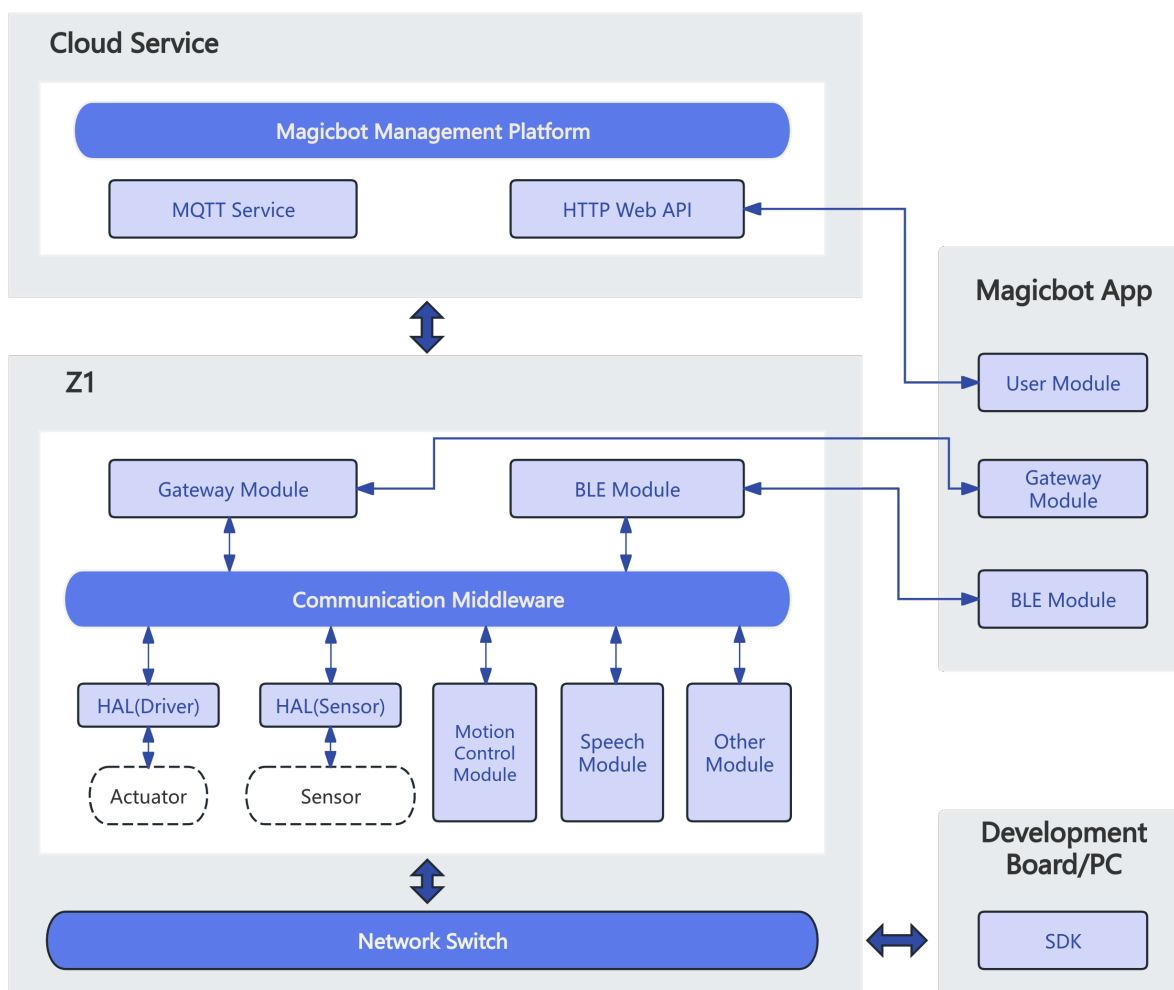 Cloud Service
Magicbot Management Platform
MQTT Service
HTTP Web API
Magicbot App
User Module
Gateway
Module
BLE Module
Z1
Gateway Module
BLE Module
Communication Middleware
HAL(Driver)
HAL(Sensor)
Motion
Control
Module
Speech
Module
Other
Module
Actuator
Sensor
Network Switch
Development
Board/PC
SDK